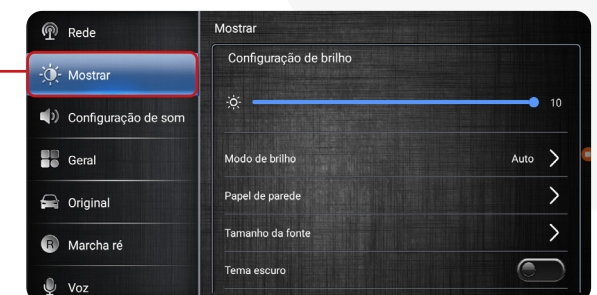 Rede
Mostrar
Configuração de som
Geral
Original
R Marcha ré
Voz
Mostrar
Configuração de brilho
10
Modo de brilho Auto
Papel de parede
Tamanho da fonte
Tema escuro